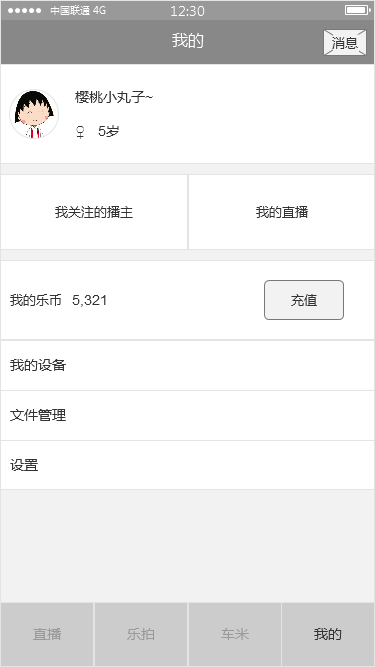 中国联通 4G 12:30
我的 消息
樱桃小丸子~
♀ 5岁
我关注的播主 我的直播
我的乐币 5,321 充值
我的设备
文件管理
设置
直播 乐拍 车米 我的